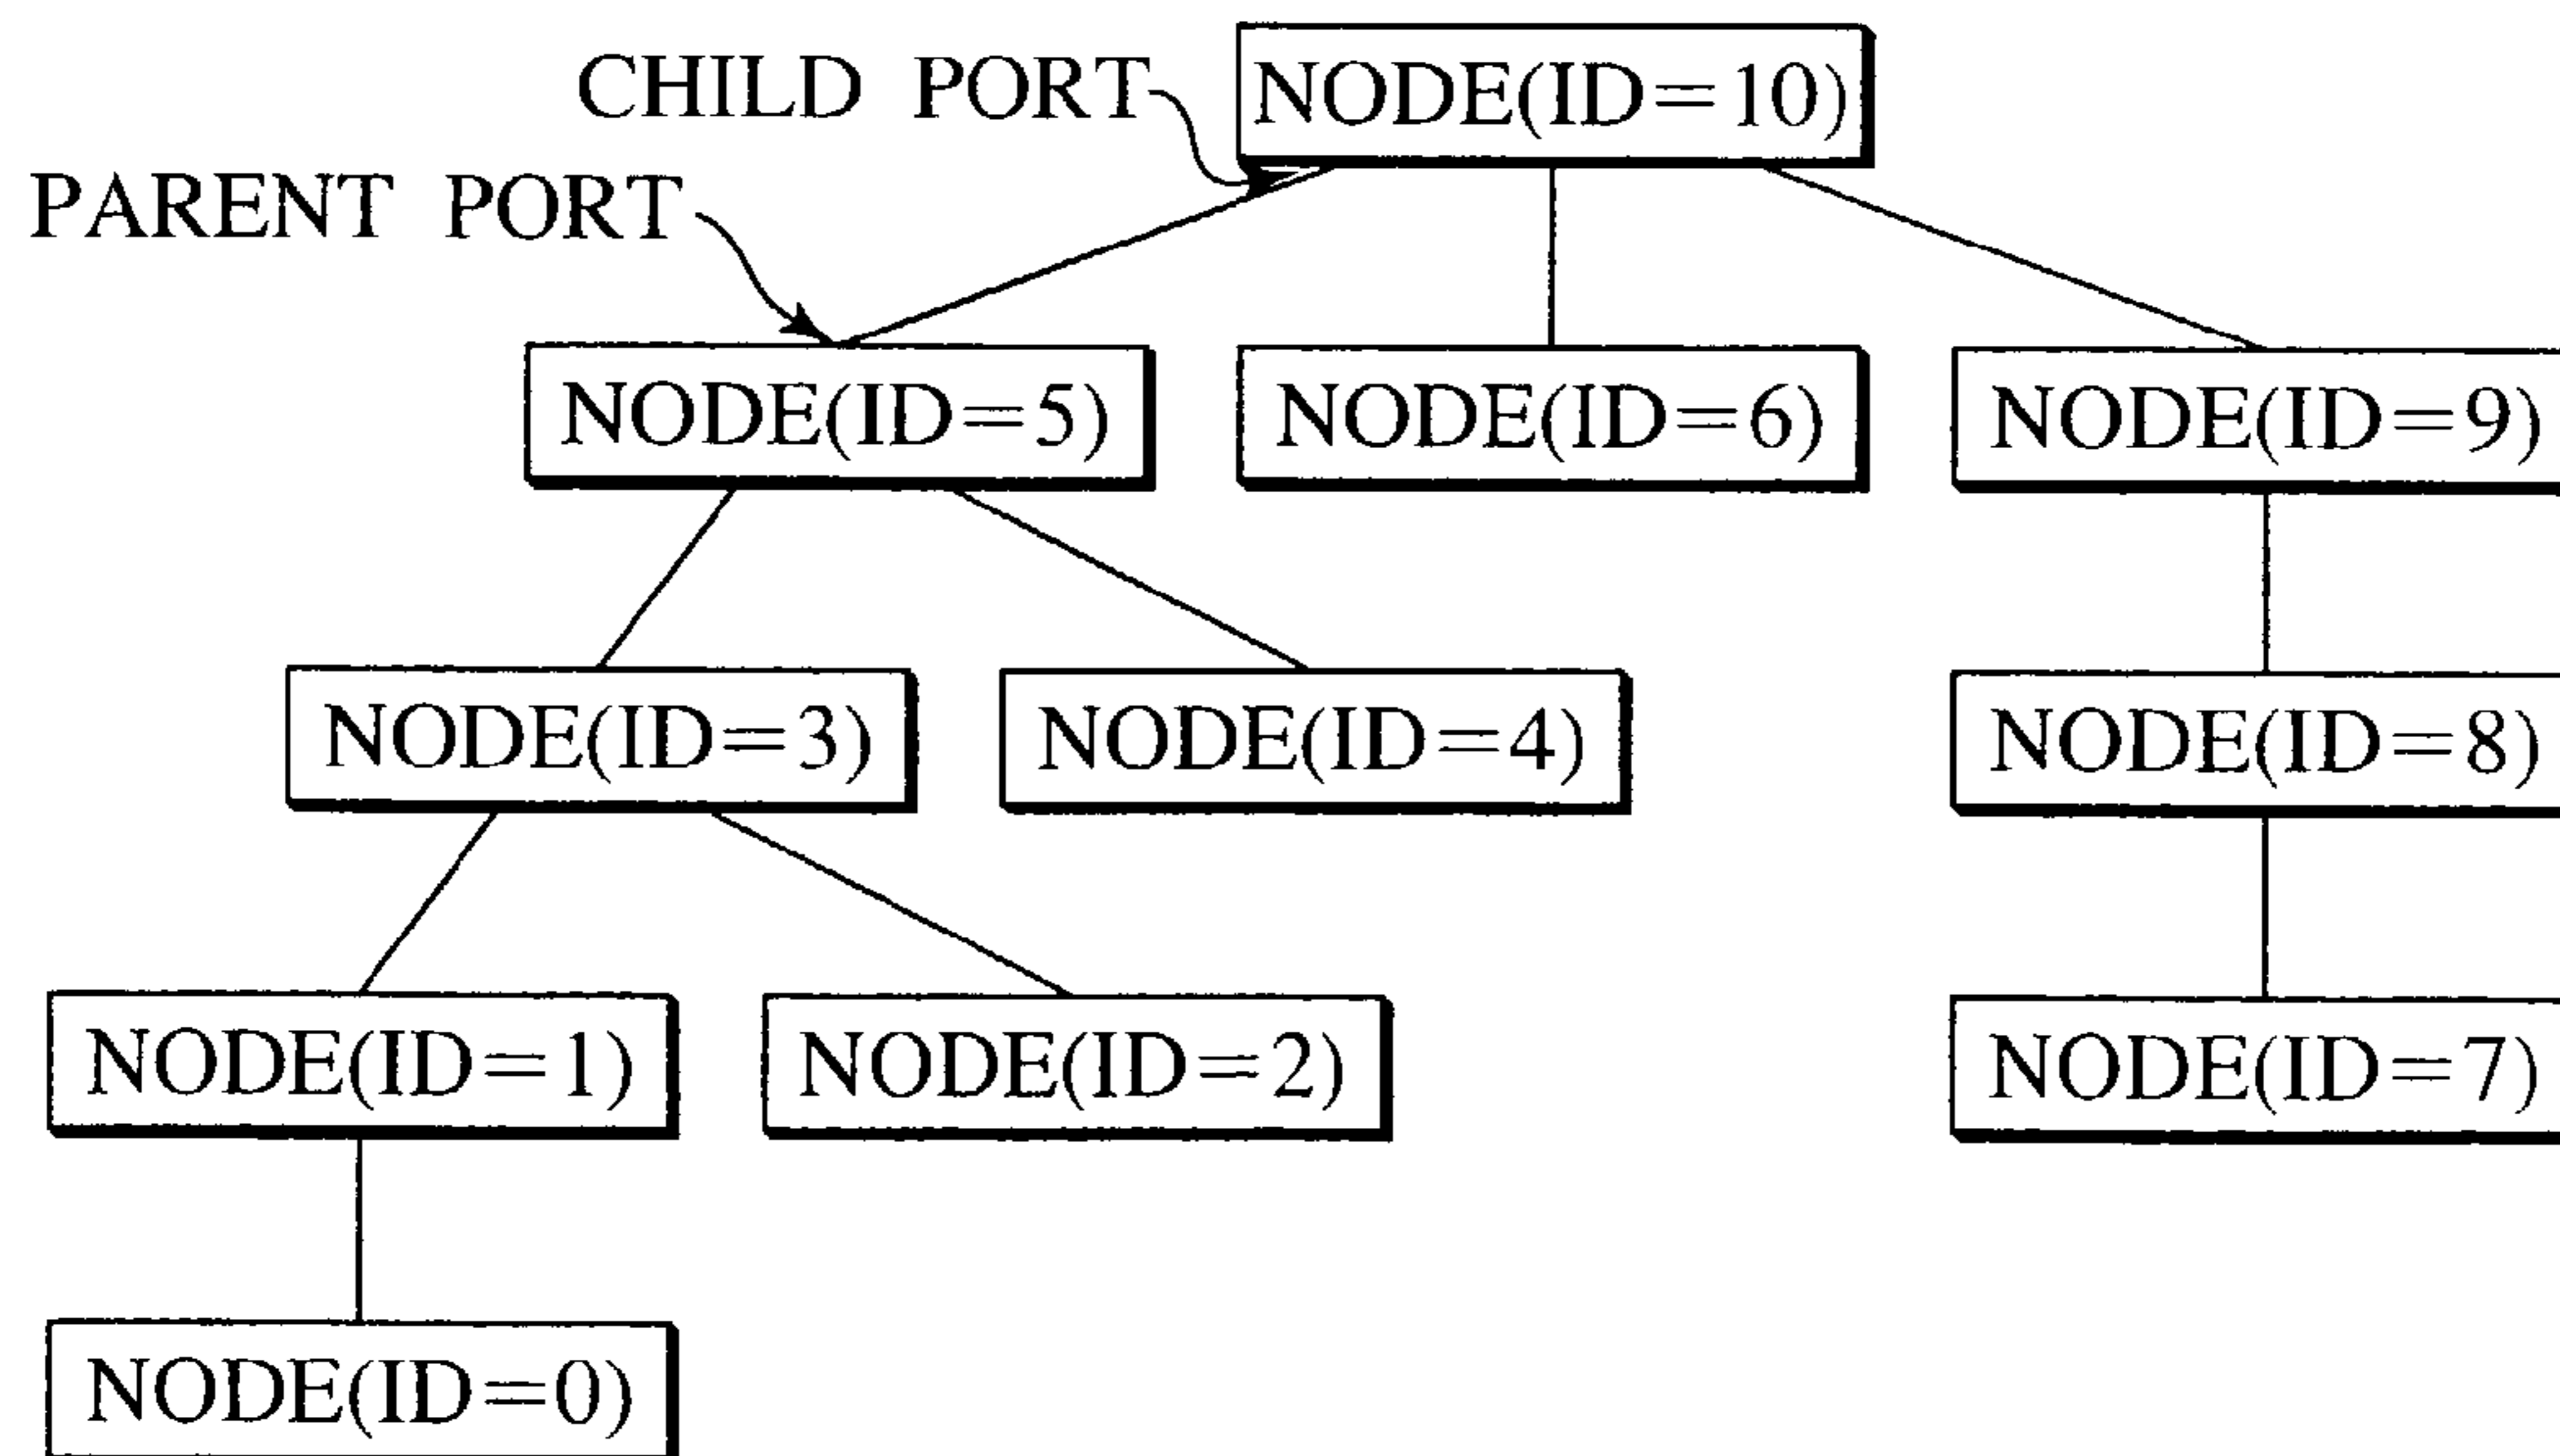 CHILD PORT
NODE(ID=10)
PARENT PORT
NODE(ID=5)
NODE(ID=6)
NODE(ID=9)
NODE(ID=3)
NODE(ID=4)
NODE(ID=8)
NODE(ID=1)
NODE(ID=2)
NODE(ID=7)
NODE(ID=0)